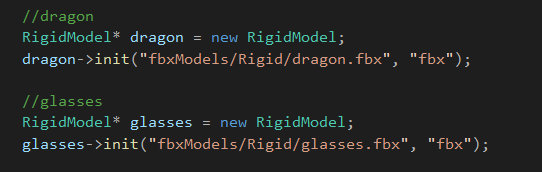 //dragon
RigidModel* dragon = new RigidModel;
dragon->init("fbxModels/Rigid/dragon.fbx", "fbx");
//glasses
RigidModel* glasses = new RigidModel;
glasses->init("fbxModels/Rigid/glasses.fbx", "fbx");